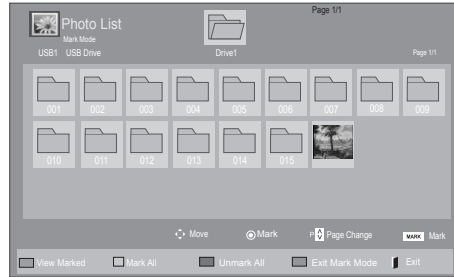 Page 1/1
Photo List
Mark Mode
USB1 USB Drive
Drive1
Page 1/1
001 002 003 004 005 006 007 008 009
010 011 012 013 014 015
Move Mark P Page Change MARK Mark
View Marked Mark All Unmark All Exit Mark Mode Exit